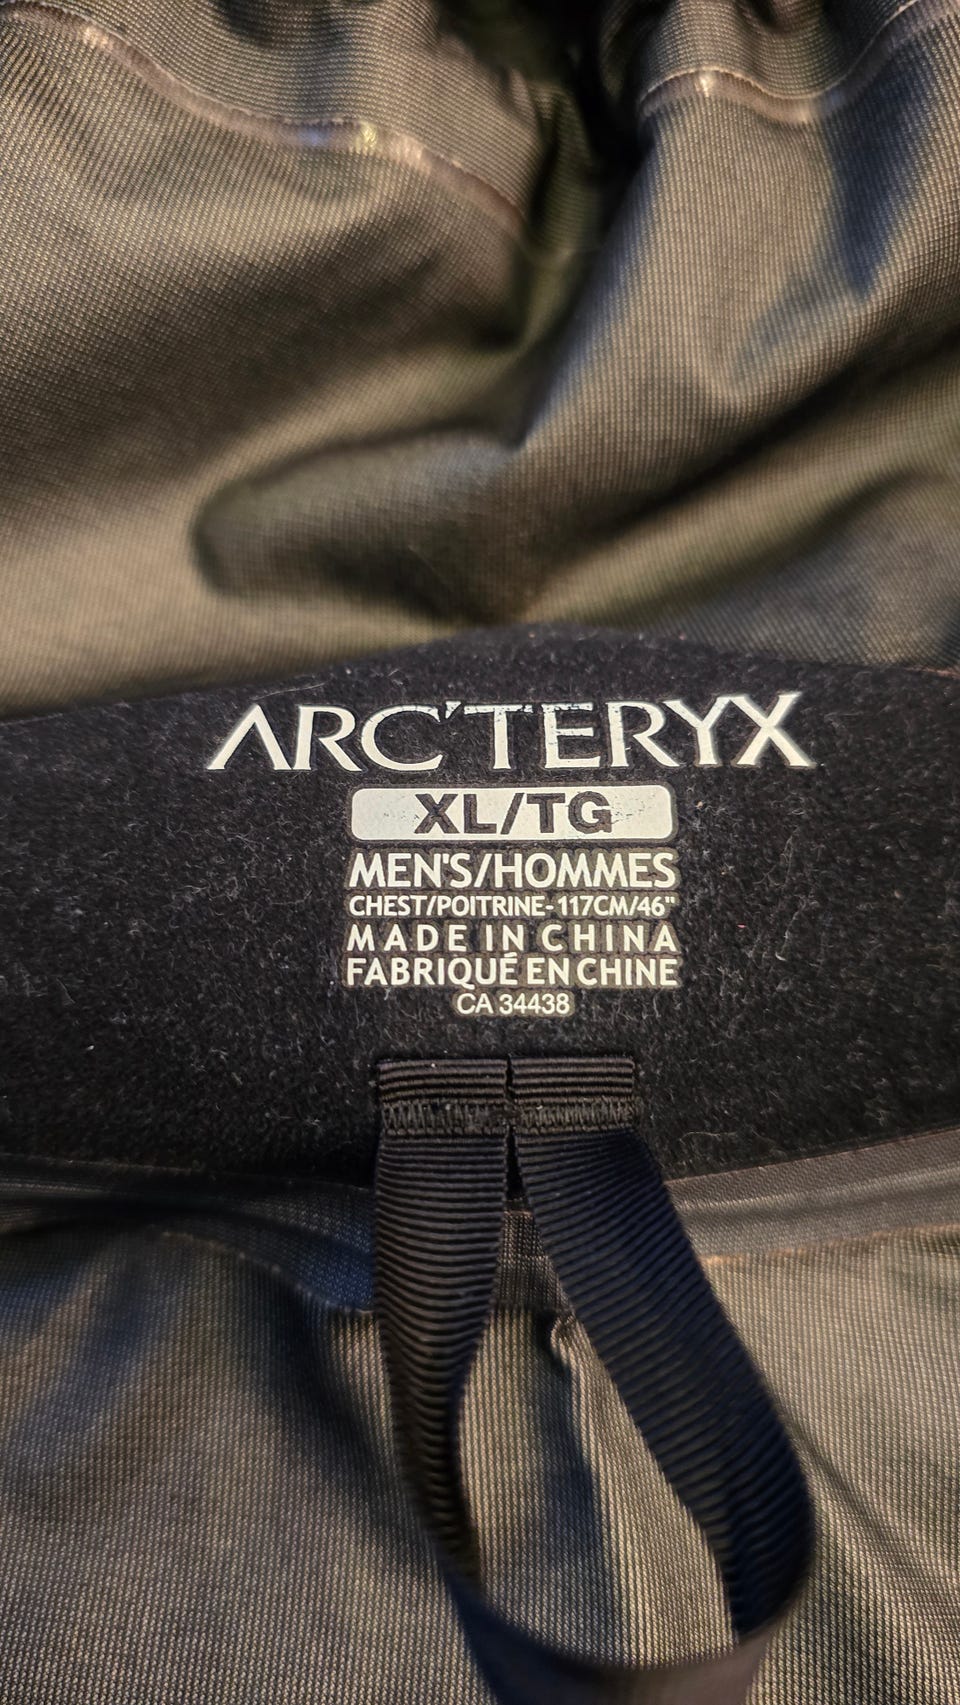 ARC'TERYX
XL/TG
MEN'S/HOMMES
CHEST/POITRINE-117CM/46"
MADE IN CHINA
FABRIQUÉ EN CHINE
CA 34438